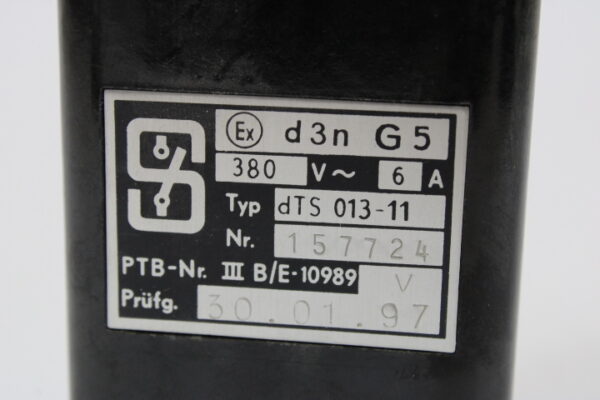 Ex d3n G5
380 V~ 6 A
Typ dTS 013-11
Nr. 157724
PTB-Nr. III B/E-10989 V
Prüfg. 30.01.97